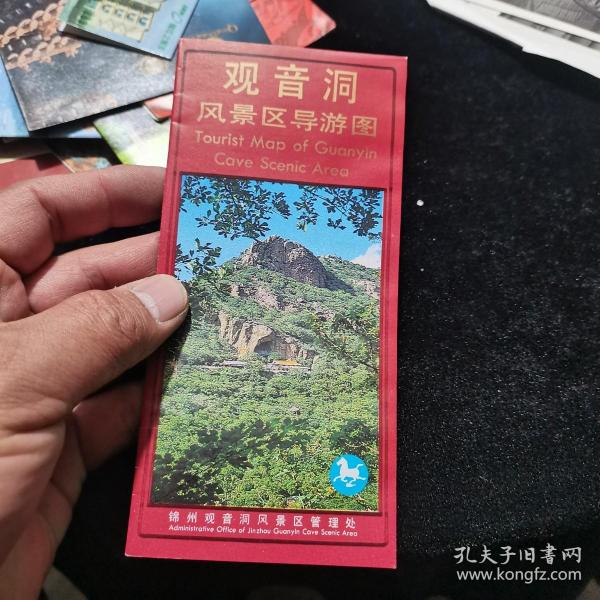 观音洞
风景区导游图
Tourist Map of Guanyin
Cave Scenic Area
锦州观音洞风景区管理处
Administrative Office of Jinzhou Guanyin Cave Scenic Area
孔夫子旧书网
www.kongfz.com